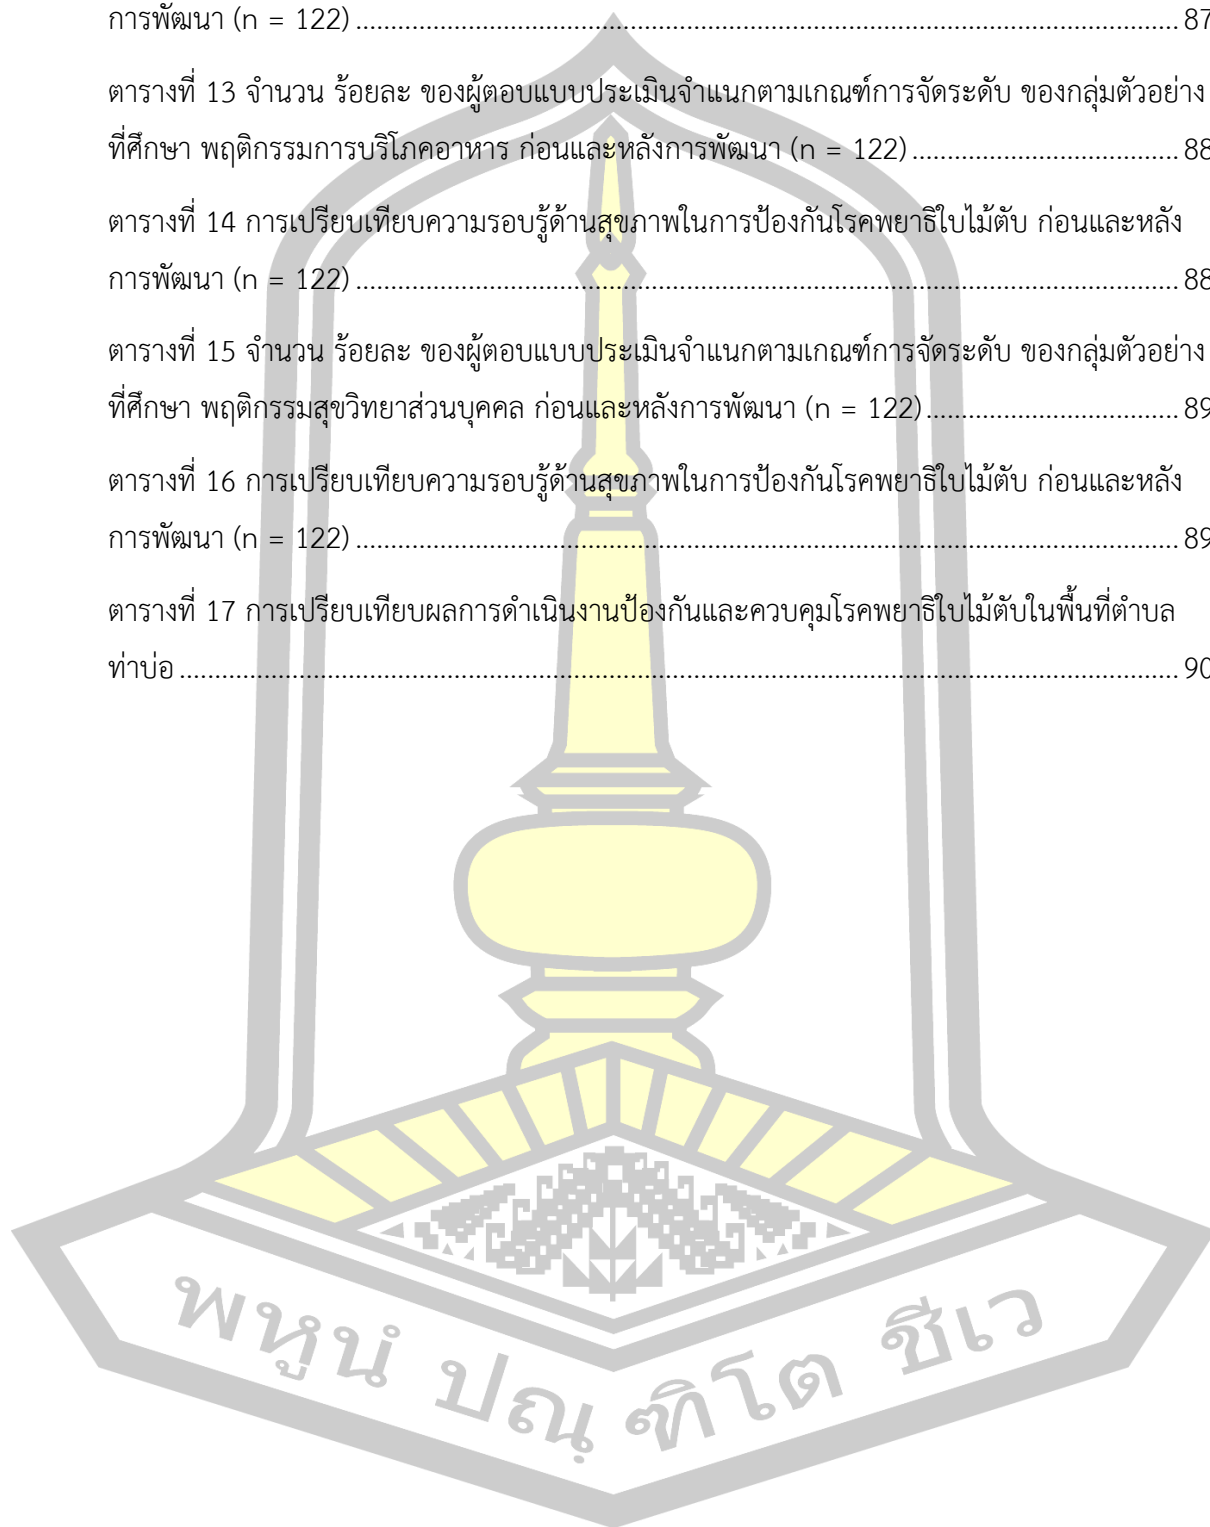 การพัฒนา (n = 122) ........................................................................................................................ 87
ตารางที่ 13 จำนวน ร้อยละ ของผู้ตอบแบบประเมินจำแนกตามเกณฑ์การจัดระดับ ของกลุ่มตัวอย่าง
ที่ศึกษา พฤติกรรมการบริโภคอาหาร ก่อนและหลังการพัฒนา (n = 122) ....................................... 88
ตารางที่ 14 การเปรียบเทียบความรอบรู้ด้านสุขภาพในการป้องกันโรคพยาธิใบไม้ตับ ก่อนและหลัง
การพัฒนา (n = 122) ........................................................................................................................ 88
ตารางที่ 15 จำนวน ร้อยละ ของผู้ตอบแบบประเมินจำแนกตามเกณฑ์การจัดระดับ ของกลุ่มตัวอย่าง
ที่ศึกษา พฤติกรรมสุขวิทยาส่วนบุคคล ก่อนและหลังการพัฒนา (n = 122) ..................................... 89
ตารางที่ 16 การเปรียบเทียบความรอบรู้ด้านสุขภาพในการป้องกันโรคพยาธิใบไม้ตับ ก่อนและหลัง
การพัฒนา (n = 122) ........................................................................................................................ 89
ตารางที่ 17 การเปรียบเทียบผลการดำเนินงานป้องกันและควบคุมโรคพยาธิใบไม้ตับในพื้นที่ตำบล
ท่าบ่อ ................................................................................................................................................. 90
พหูนํ ปณฺฑิโต ชีเว